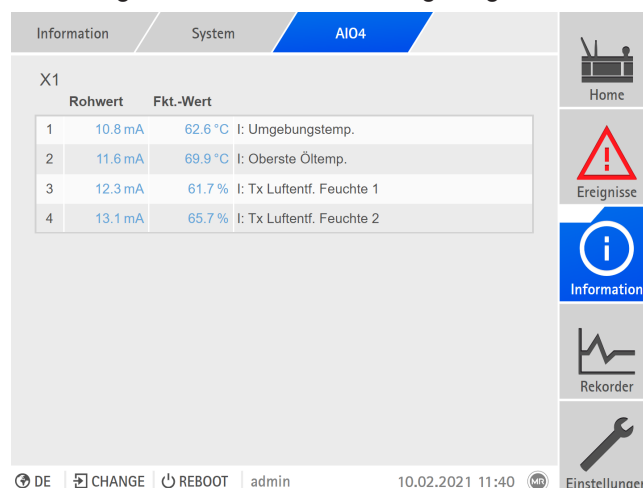 Information System AIO4
X1
Rohwert Fkt.-Wert
1 10.8 mA 62.6 °C I: Umgebungstemp.
2 11.6 mA 69.9 °C I: Oberste Öltemp.
3 12.3 mA 61.7 % I: Tx Luftentf. Feuchte 1
4 13.1 mA 65.7 % I: Tx Luftentf. Feuchte 2
Home
Ereignisse
Information
Rekorder
Einstellungen
DE CHANGE REBOOT admin 10.02.2021 11:40 MR